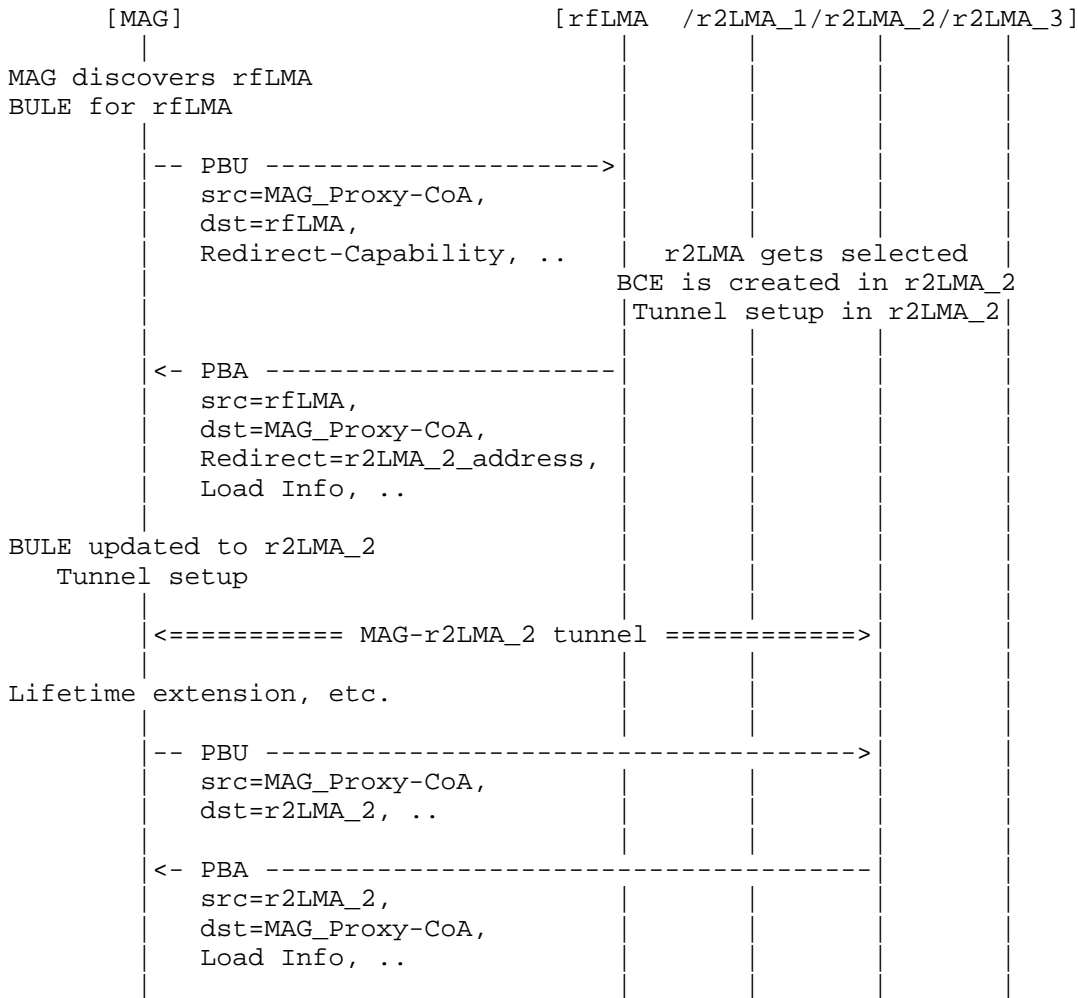 [MAG] [rfLMA /r2LMA_1/r2LMA_2/r2LMA_3]
MAG discovers rfLMA
BULE for rfLMA
|-- PBU --------------------->|
src=MAG_Proxy-CoA,
dst=rfLMA,
Redirect-Capability, .. | r2LMA gets selected |
BCE is created in r2LMA_2
|Tunnel setup in r2LMA_2|
|<- PBA ----------------------|
src=rfLMA,
dst=MAG_Proxy-CoA,
Redirect=r2LMA_2_address,
Load Info, ..
BULE updated to r2LMA_2
Tunnel setup
|<=========== MAG-r2LMA_2 tunnel ============>|
Lifetime extension, etc.
|-- PBU ------------------------------------->|
src=MAG_Proxy-CoA,
dst=r2LMA_2, ..
|<- PBA --------------------------------------|
src=r2LMA_2,
dst=MAG_Proxy-CoA,
Load Info, ..